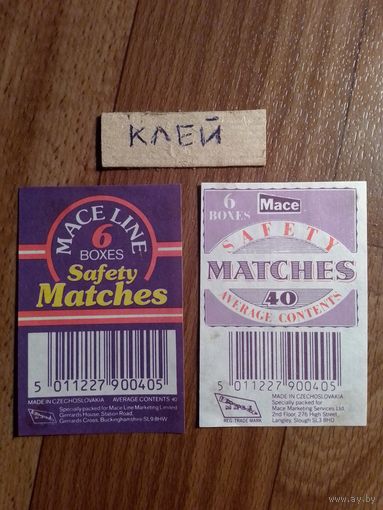 КЛЕЙ
MACE LINE
6
BOXES
Safety
Matches
5 011227 900405
MADE IN CZECHOSLOVAKIA AVERAGE CONTENTS 40
Specially packed for Mace Line Marketing Limited
Gerrards House, Station Road,
Gerrards Cross, Buckinghamshire SL9 8HW
6
BOXES
Mace
SAFETY
MATCHES
40
AVERAGE CONTENTS
5 011227 900405
MADE IN CZECHOSLOVAKIA
Specially packed for
Mace Marketing Services Ltd.
2nd Floor, 276 High Street,
Langley, Slough SL3 8HD
REG. TRADE MARK
www.ay.by